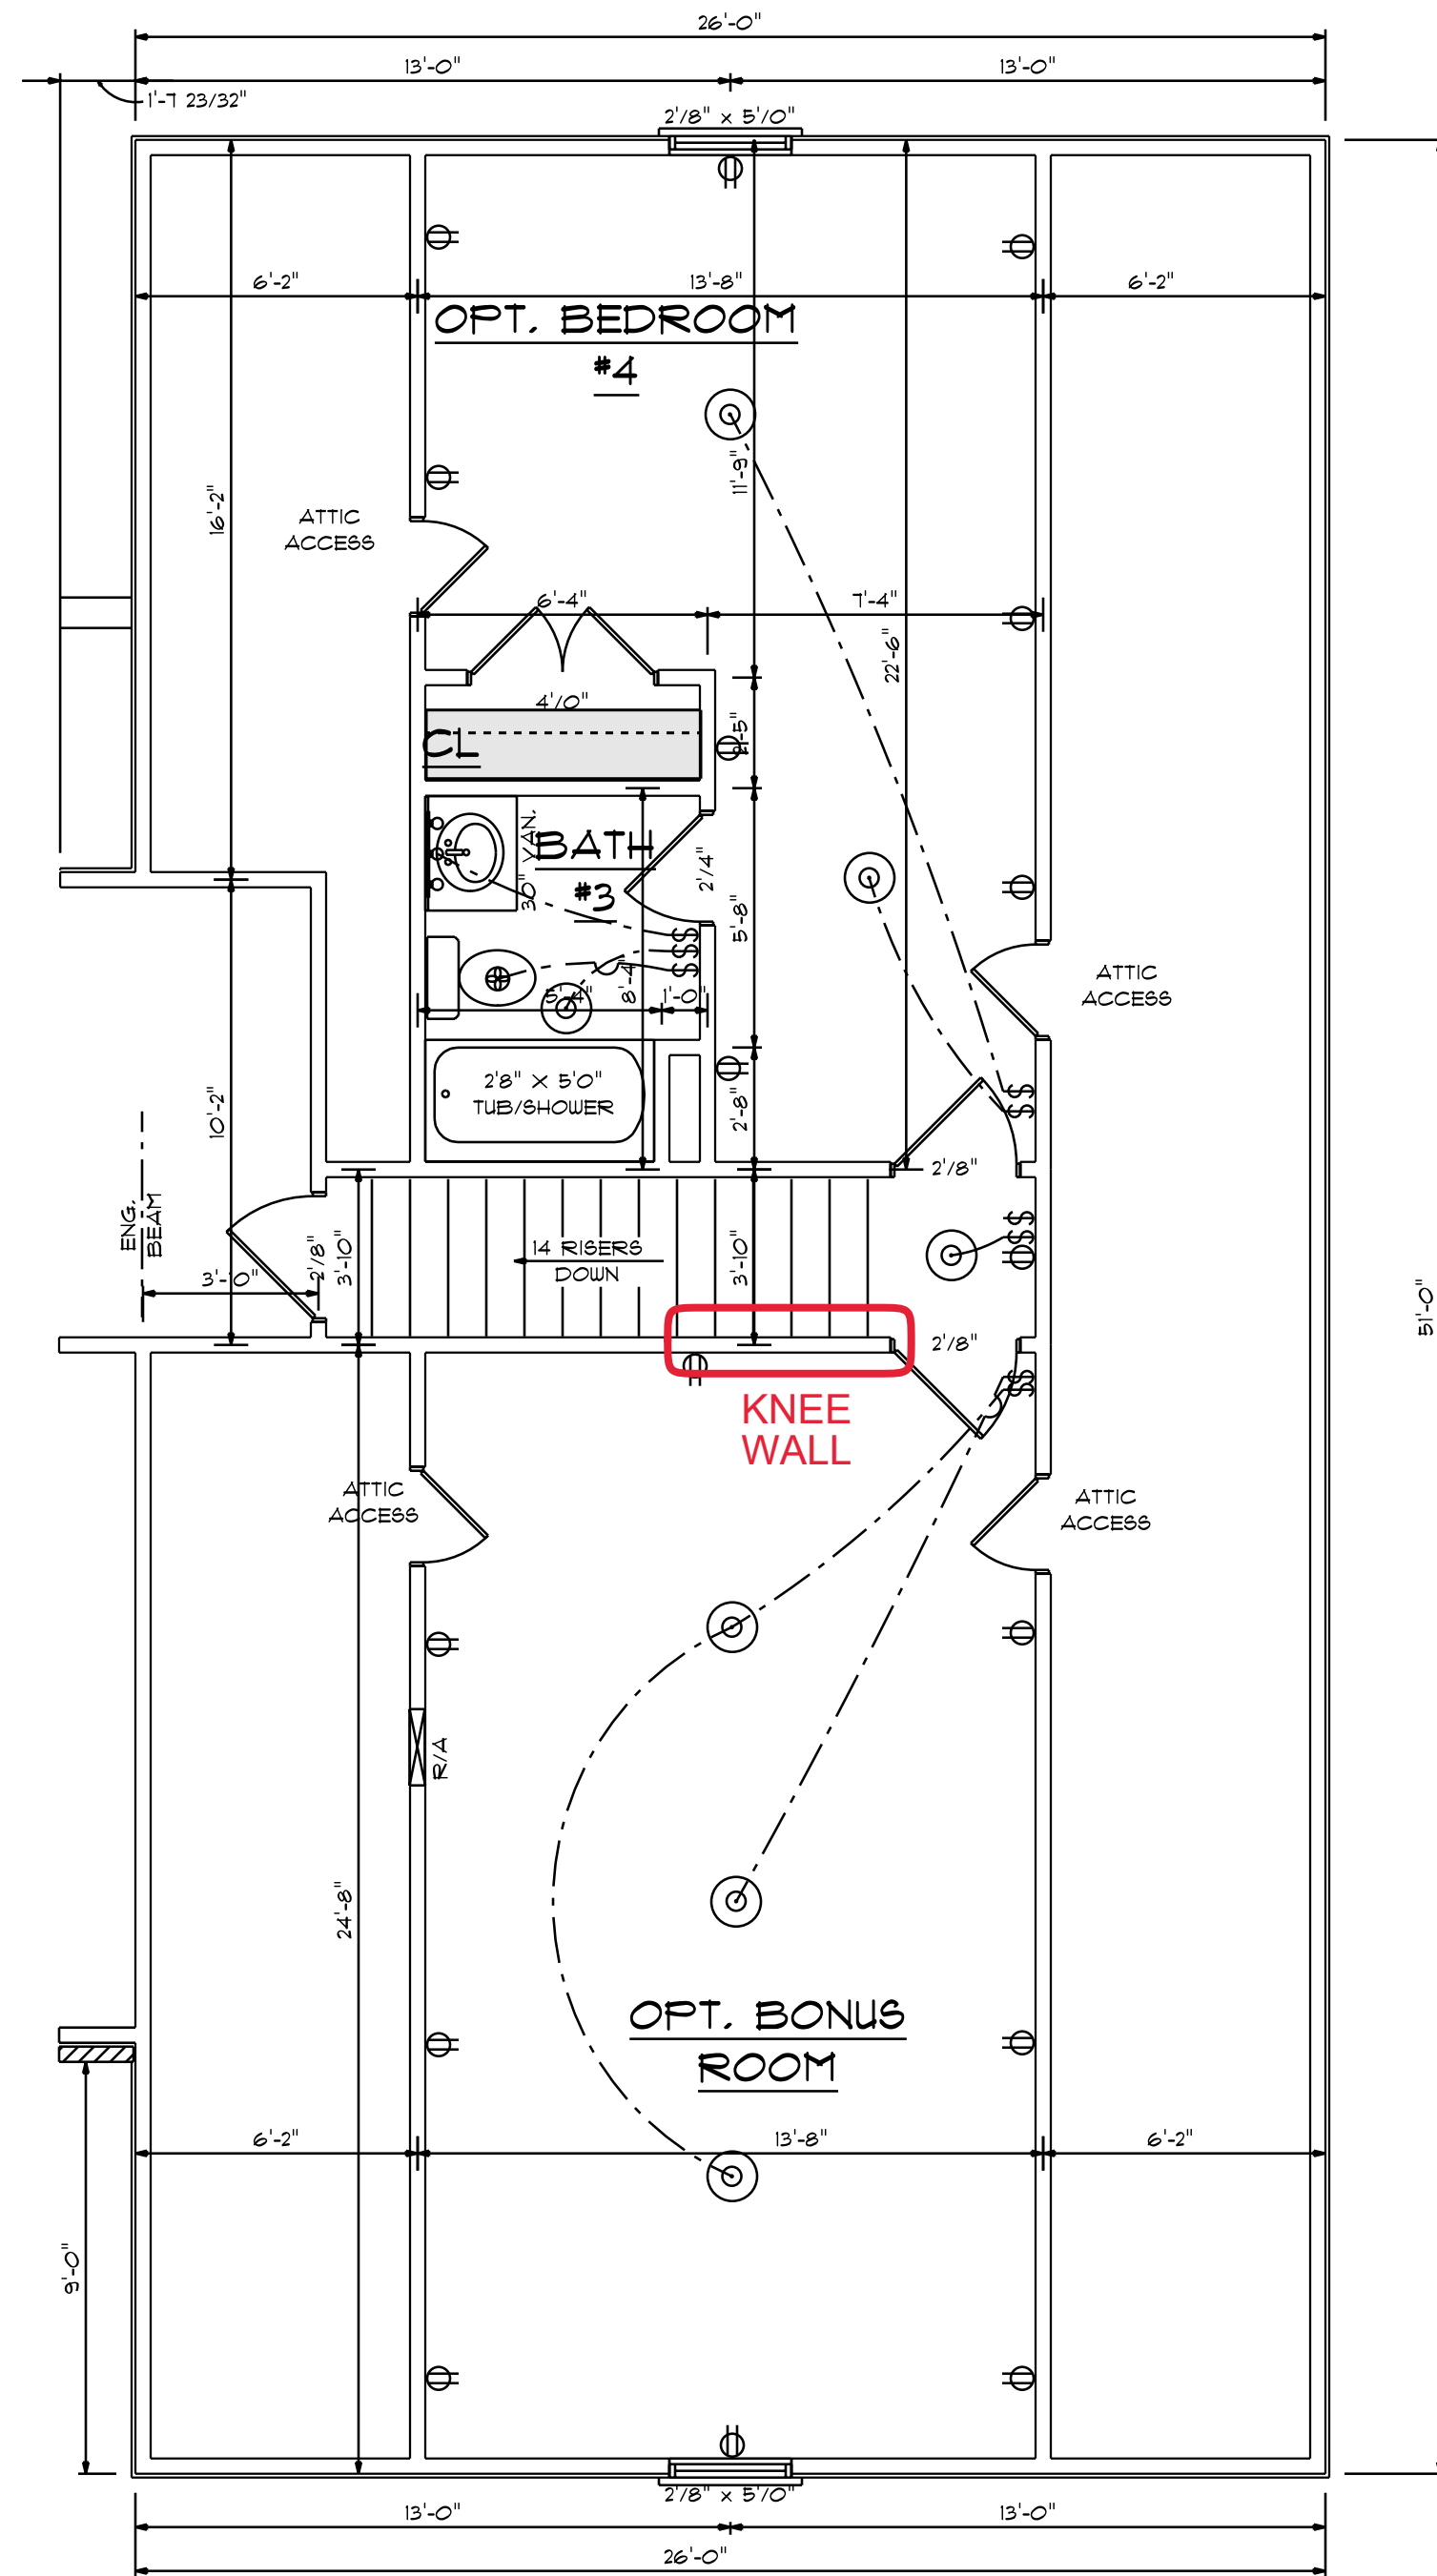 26'-0"
13'-0"
13'-0"
1'-7 23/32"
2'/8" x 5'/0"
6'-2"
13'-8"
6'-2"
OPT. BEDROOM
#4
11'-9"
16'-2"
ATTIC
ACCESS
6'-4"
7'-4"
22'-6"
4'/0"
CL
2'-5"
30" VAN.
BATH
#3
2'/4"
5'-8"
8'-4"
5'-4"
1'-0"
ATTIC
ACCESS
2'8" X 5'0"
TUB/SHOWER
2'-8"
10'-2"
2'/8"
ENG.
BEAM
3'-0"
2'/8"
3'-10"
14 RISERS
DOWN
3'-10"
51'-0"
2'/8"
KNEE
WALL
ATTIC
ACCESS
ATTIC
ACCESS
R/A
24'-8"
OPT. BONUS
ROOM
6'-2"
13'-8"
6'-2"
9'-0"
2'/8" x 5'/0"
13'-0"
13'-0"
26'-0"